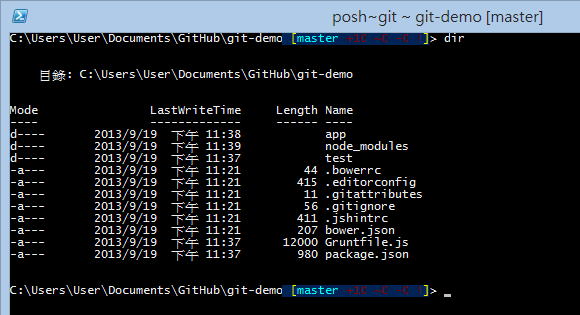 posh~git ~ git-demo [master]
C:\Users\User\Documents\GitHub\git-demo [master +10 ~0 -0 !]> dir
目錄: C:\Users\User\Documents\GitHub\git-demo
Mode LastWriteTime Length Name
---- ------------- ------ ----
d---- 2013/9/19 下午 11:38 app
d---- 2013/9/19 下午 11:39 node_modules
d---- 2013/9/19 下午 11:37 test
-a--- 2013/9/19 下午 11:21 44 .bowerrc
-a--- 2013/9/19 下午 11:21 415 .editorconfig
-a--- 2013/9/19 下午 11:21 11 .gitattributes
-a--- 2013/9/19 下午 11:21 56 .gitignore
-a--- 2013/9/19 下午 11:21 411 .jshintrc
-a--- 2013/9/19 下午 11:21 207 bower.json
-a--- 2013/9/19 下午 11:37 12000 Gruntfile.js
-a--- 2013/9/19 下午 11:37 980 package.json
C:\Users\User\Documents\GitHub\git-demo [master +10 ~0 -0 !]>